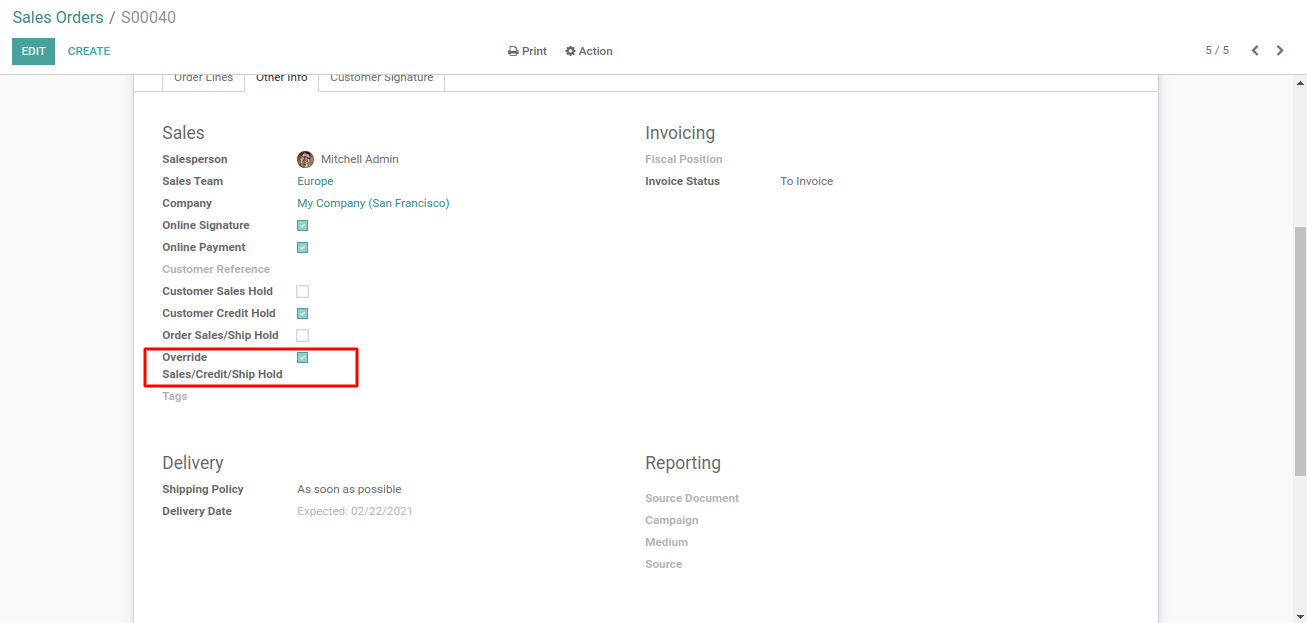 Sales Orders / S00040
EDIT CREATE Print Action 5 / 5
Order Lines Other Info Customer Signature
Sales
Salesperson Mitchell Admin
Sales Team Europe
Company My Company (San Francisco)
Online Signature
Online Payment
Customer Reference
Customer Sales Hold
Customer Credit Hold
Order Sales/Ship Hold
Override
Sales/Credit/Ship Hold
Tags
Invoicing
Fiscal Position
Invoice Status To Invoice
Delivery
Shipping Policy As soon as possible
Delivery Date Expected: 02/22/2021
Reporting
Source Document
Campaign
Medium
Source